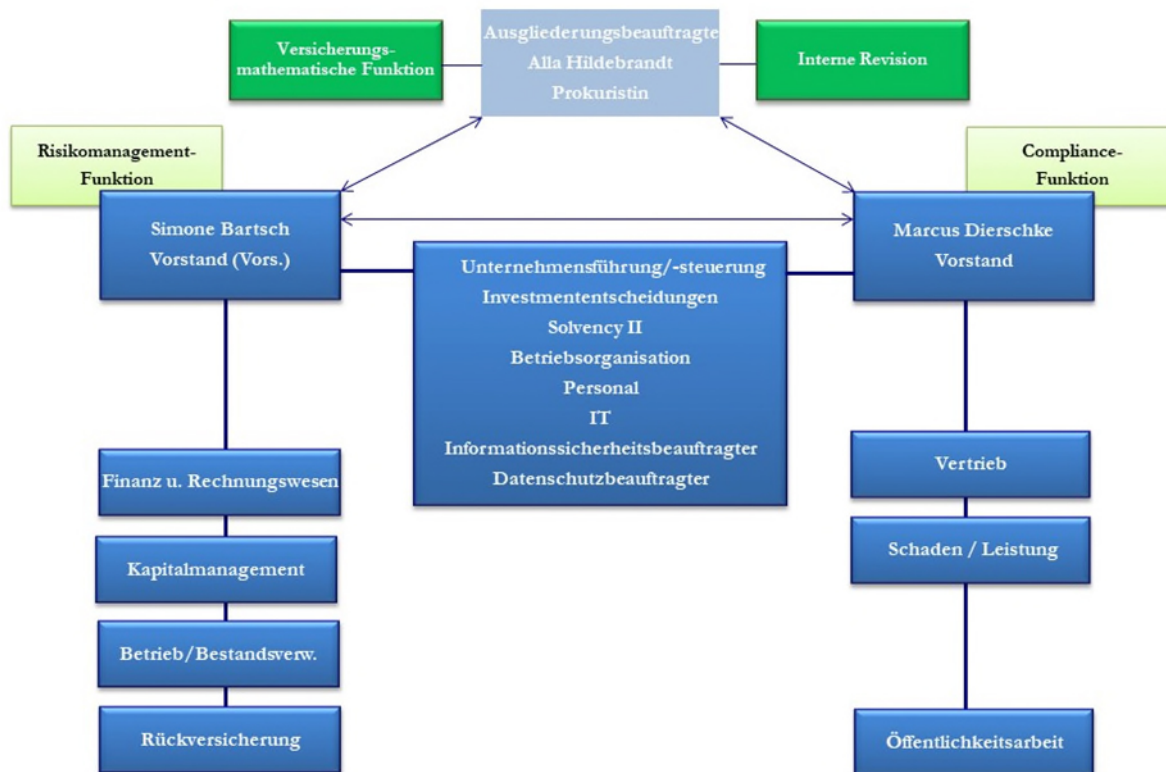 Versicherungs-
mathematische Funktion
Ausgliederungsbeauftragte
Alla Hildebrandt
Prokuristin
Interne Revision
Risikomanagement-
Funktion
Compliance-
Funktion
Simone Bartsch
Vorstand (Vors.)
Marcus Dierschke
Vorstand
Unternehmensführung/-steuerung
Investmententscheidungen
Solvency II
Betriebsorganisation
Personal
IT
Informationssicherheitsbeauftragter
Datenschutzbeauftragter
Finanz u. Rechnungswesen
Kapitalmanagement
Betrieb/Bestandsverw.
Rückversicherung
Vertrieb
Schaden / Leistung
Öffentlichkeitsarbeit